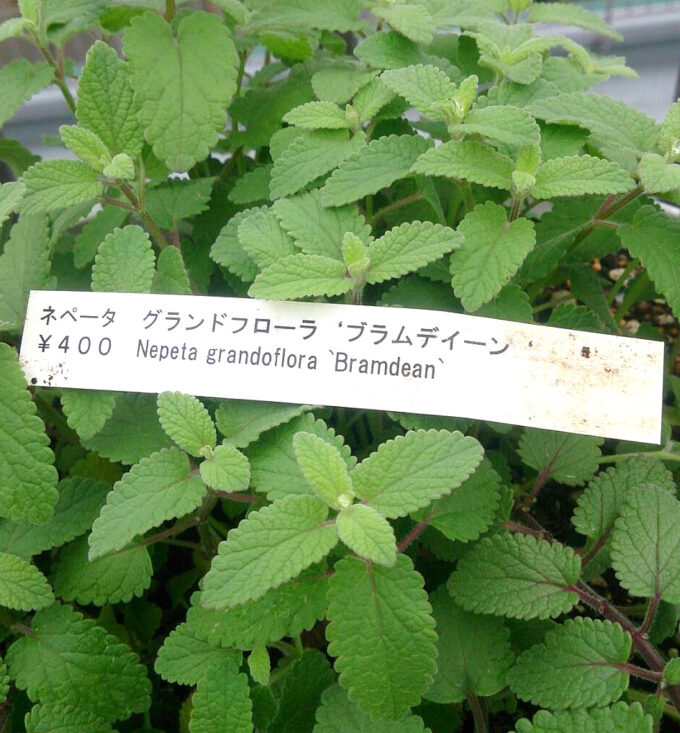 ネペータ　グランドフローラ　‘ブラムデイーン　‘
￥４００　Nepeta grandoflora `Bramdean`